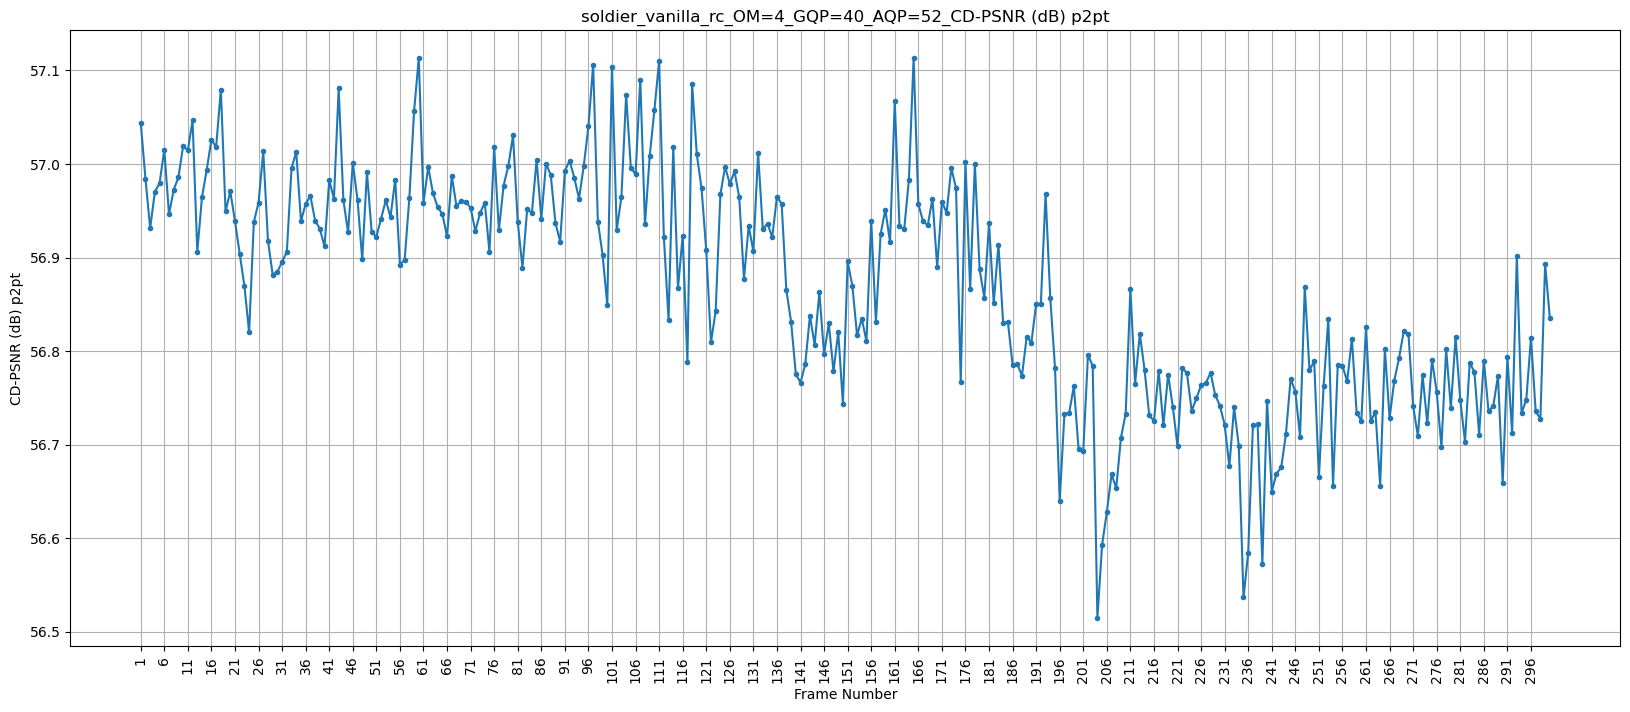 soldier_vanilla_rc_OM=4_GQP=40_AQP=52_CD-PSNR (dB) p2pt
CD-PSNR (dB) p2pt
57.1
57.0
56.9
56.8
56.7
56.6
56.5
1 6 11 16 21 26 31 36 41 46 51 56 61 66 71 76 81 86 91 96 101 106 111 116 121 126 131 136 141 146 151 156 161 166 171 176 181 186 191 196 201 206 211 216 221 226 231 236 241 246 251 256 261 266 271 276 281 286 291 296
Frame Number